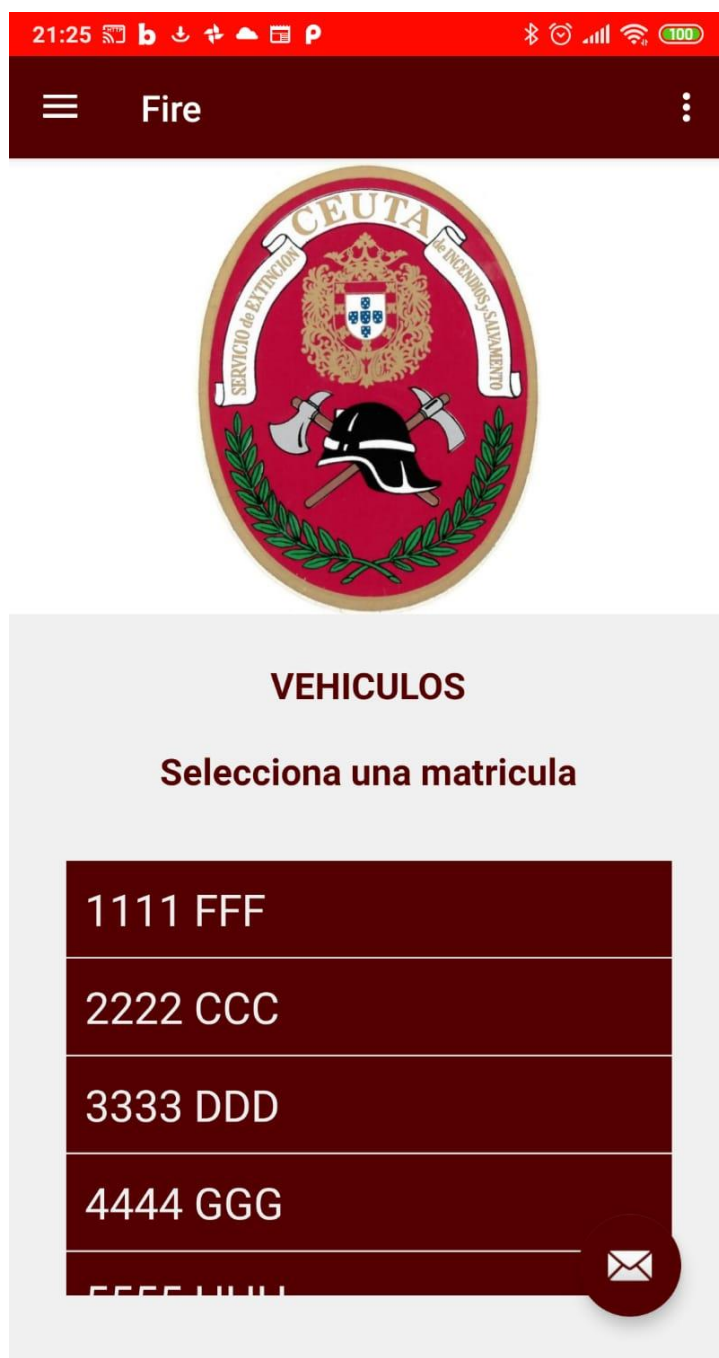 21:25
100
Fire
CEUTA
SERVICIO de EXTINCION
de INCENDIOS y SALVAMENTO
VEHICULOS
Selecciona una matricula
1111 FFF
2222 CCC
3333 DDD
4444 GGG